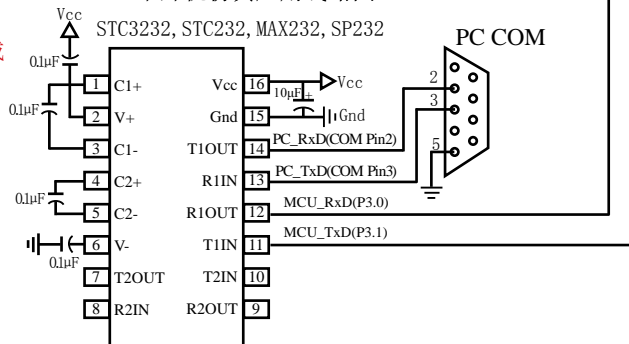 STC3232, STC232, MAX232, SP232
Vcc
PC COM
0.1μF
0.1μF
0.1μF
0.1μF
1 C1+
2 V+
3 C1-
4 C2+
5 C2-
6 V-
7 T2OUT
8 R2IN
Vcc 16
Gnd 15
T1OUT 14
R1IN 13
R1OUT 12
T1IN 11
T2IN 10
R2OUT 9
Vcc
10μF +
Gnd
PC_RxD(COM Pin2)
PC_TxD(COM Pin3)
MCU_RxD(P3.0)
MCU_TxD(P3.1)
2
3
5